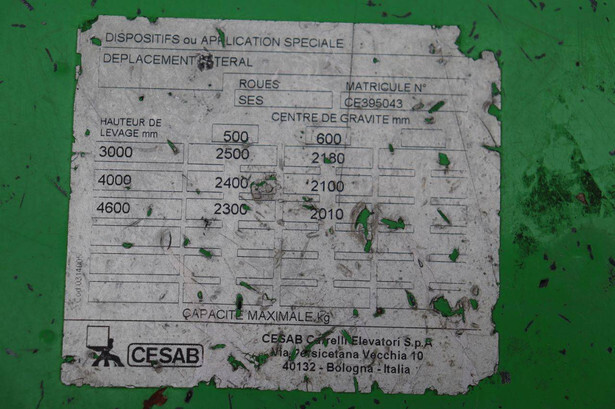 DISPOSITIFS ou APPLICATION SPECIALE
DEPLACEMENT LATERAL
ROUES MATRICULE N°
SES CE395043
HAUTEUR DE LEVAGE mm CENTRE DE GRAVITE mm
500 600
3000 2500 2180
4000 2400 2100
4600 2300 2010
CAPACITE MAXIMALE kg
CESAB
CESAB Carrelli Elevatori S.p.A
Via Persicetana Vecchia 10
40132 - Bologna - Italia